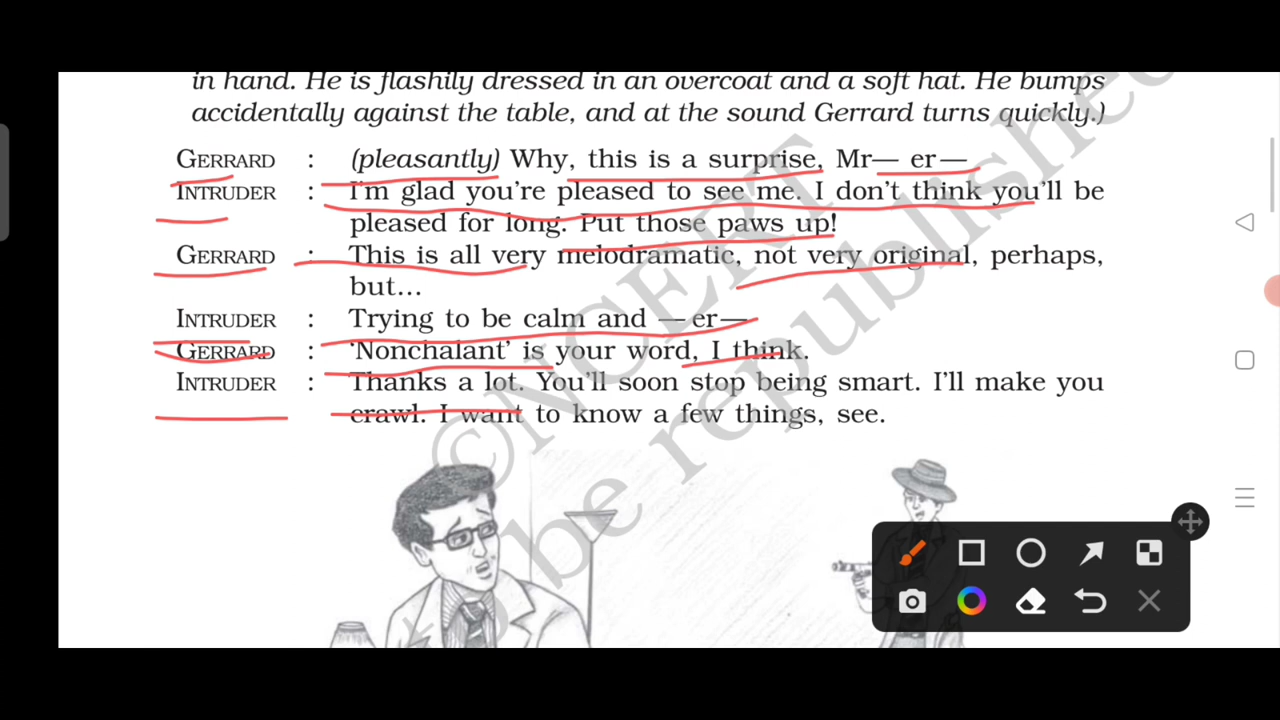 in hand. He is flashily dressed in an overcoat and a soft hat. He bumps
accidentally against the table, and at the sound Gerrard turns quickly.)
GERRARD : (pleasantly) Why, this is a surprise, Mr— er—
INTRUDER : I'm glad you're pleased to see me. I don't think you'll be
pleased for long. Put those paws up!
GERRARD : This is all very melodramatic, not very original, perhaps,
but...
INTRUDER : Trying to be calm and —er—
GERRARD : 'Nonchalant' is your word, I think.
INTRUDER : Thanks a lot. You'll soon stop being smart. I'll make you
crawl. I want to know a few things, see.
©NCERT
be republished